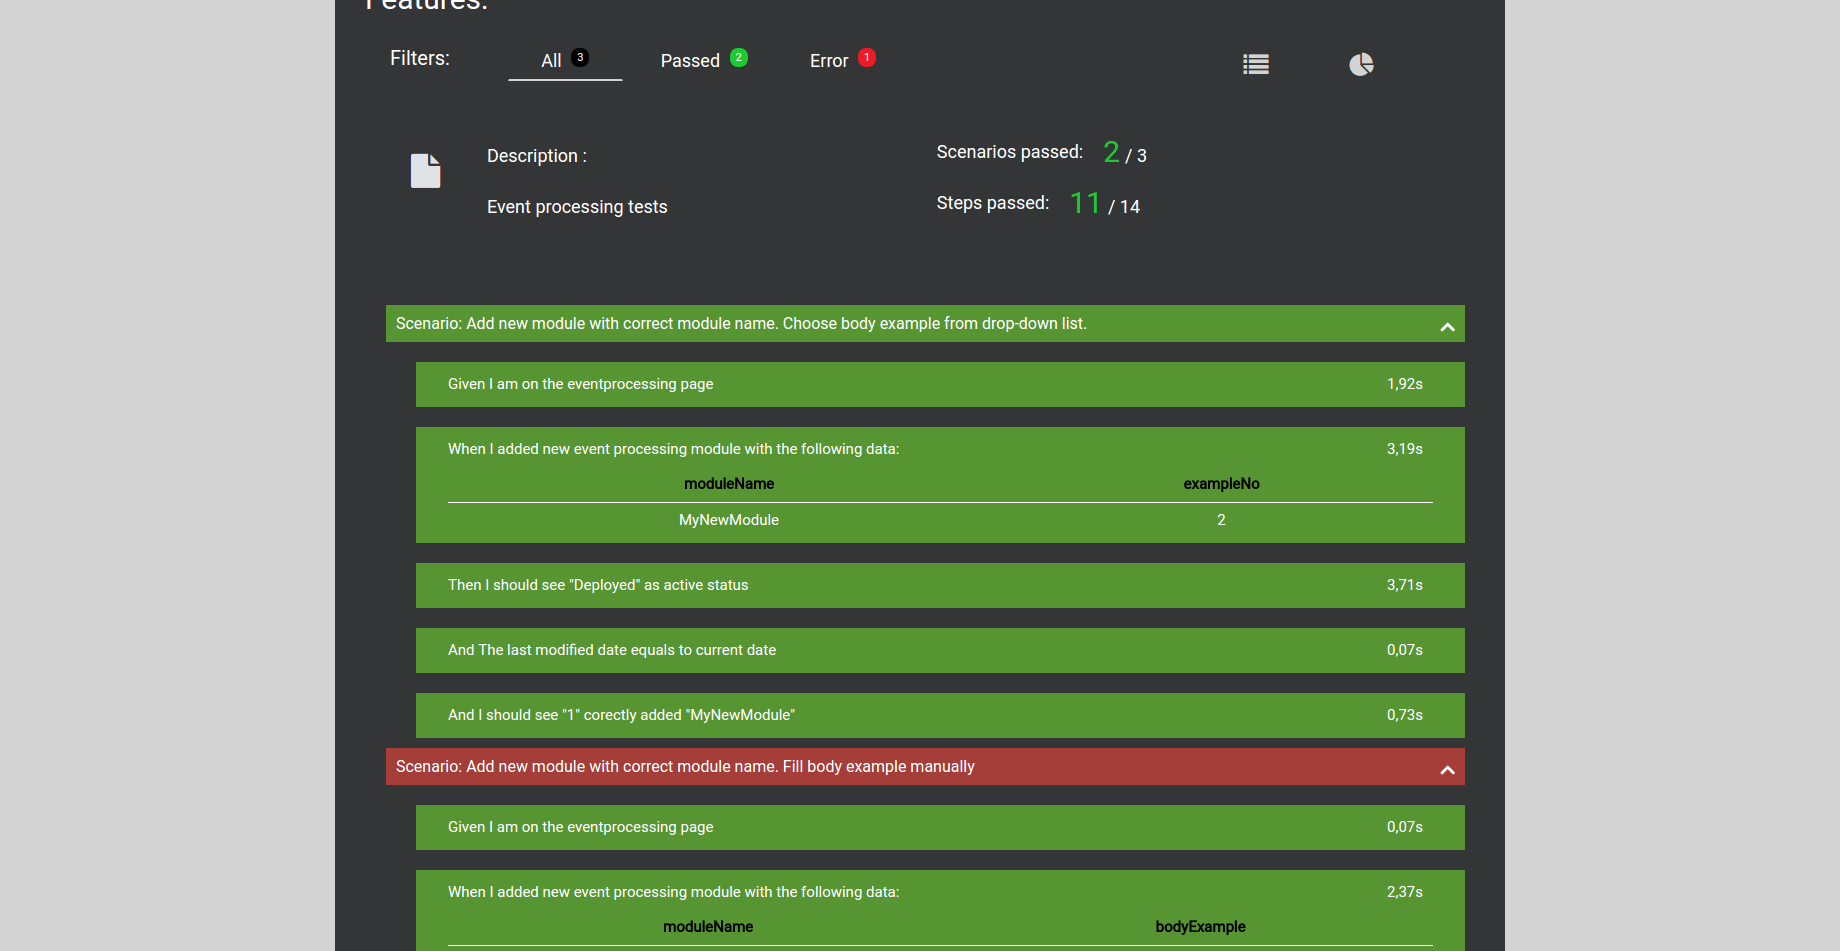 Features:
Filters: All 3 Passed 2 Error 1
Description :
Scenarios passed: 2 / 3
Event processing tests
Steps passed: 11 / 14
Scenario: Add new module with correct module name. Choose body example from drop-down list.
Given I am on the eventprocessing page 1,92s
When I added new event processing module with the following data: 3,19s
moduleName exampleNo
MyNewModule 2
Then I should see "Deployed" as active status 3,71s
And The last modified date equals to current date 0,07s
And I should see "1" corectly added "MyNewModule" 0,73s
Scenario: Add new module with correct module name. Fill body example manually
Given I am on the eventprocessing page 0,07s
When I added new event processing module with the following data: 2,37s
moduleName bodyExample